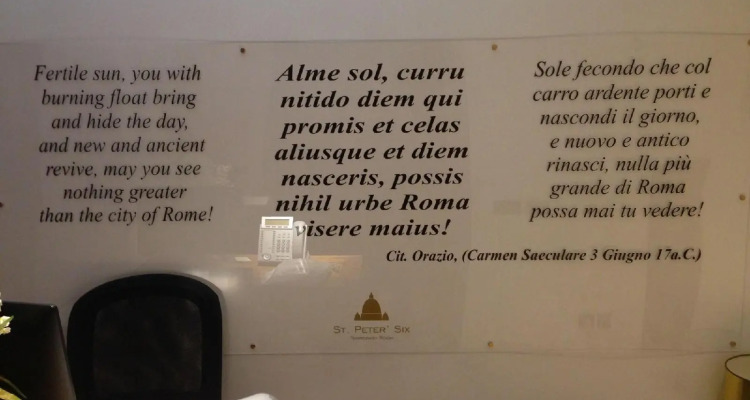 Fertile sun, you with
burning float bring
and hide the day,
and new and ancient
revive, may you see
nothing greater
than the city of Rome!
Alme sol, curru
nitido diem qui
promis et celas
aliusque et diem
nasceris, possis
nihil urbe Roma
visere maius!
Sole fecondo che col
carro ardente porti e
nascondi il giorno,
e nuovo e antico
rinasci, nulla più
grande di Roma
possa mai tu vedere!
Cit. Orazio, (Carmen Saeculare 3 Giugno 17a.C.)
St. Peter' Six